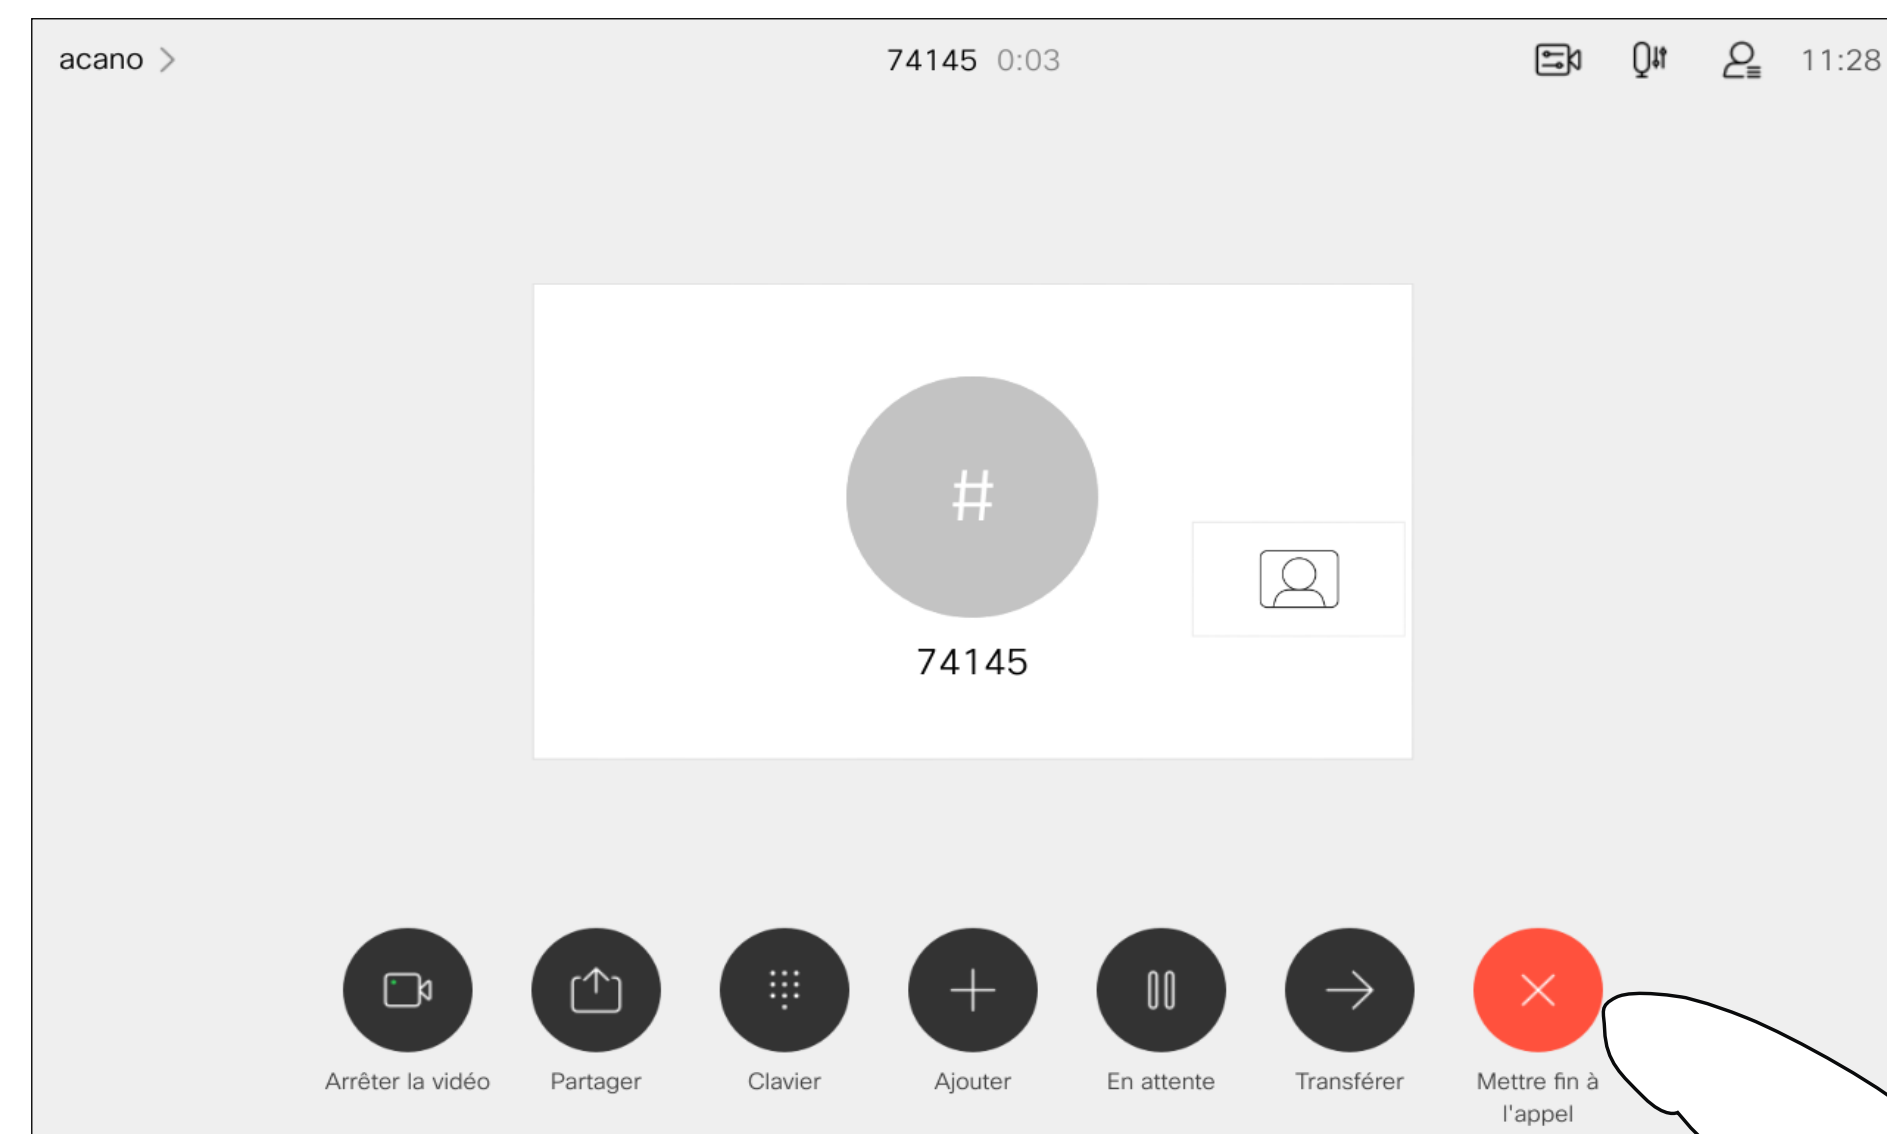 acano
74145 0:03
11:28
#
74145
Arrêter la vidéo
Partager
Clavier
Ajouter
En attente
Transférer
Mettre fin à
l'appel